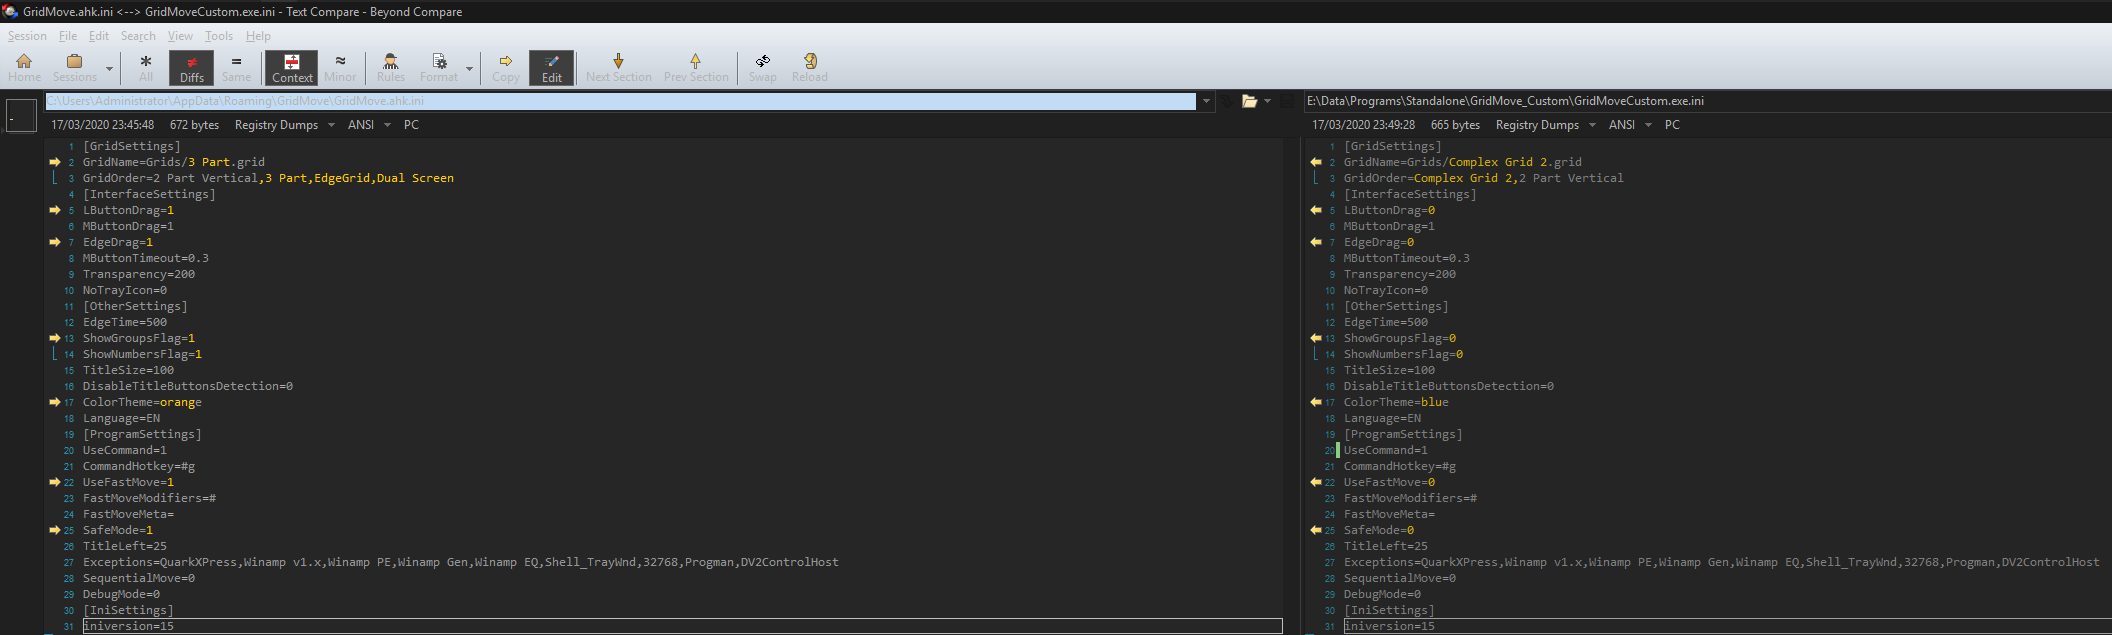 GridMove.ahk.ini <--> GridMoveCustom.exe.ini - Text Compare - Beyond Compare
Session File Edit Search View Tools Help
Home Sessions All Diffs Same Context Minor Rules Format Copy Edit Next Section Prev Section Swap Reload
C:\Users\Administrator\AppData\Roaming\GridMove\GridMove.ahk.ini
17/03/2020 23:45:48 672 bytes Registry Dumps ANSI PC
1 [GridSettings]
2 GridName=Grids/3 Part.grid
3 GridOrder=2 Part Vertical,3 Part,EdgeGrid,Dual Screen
4 [InterfaceSettings]
5 LButtonDrag=1
6 MButtonDrag=1
7 EdgeDrag=1
8 MButtonTimeout=0.3
9 Transparency=200
10 NoTrayIcon=0
11 [OtherSettings]
12 EdgeTime=500
13 ShowGroupsFlag=1
14 ShowNumbersFlag=1
15 TitleSize=100
16 DisableTitleButtonsDetection=0
17 ColorTheme=orange
18 Language=EN
19 [ProgramSettings]
20 UseCommand=1
21 CommandHotkey=#g
22 UseFastMove=1
23 FastMoveModifiers=#
24 FastMoveMeta=
25 SafeMode=1
26 TitleLeft=25
27 Exceptions=QuarkXPress,Winamp v1.x,Winamp PE,Winamp Gen,Winamp EQ,Shell_TrayWnd,32768,Progman,DV2ControlHost
28 SequentialMove=0
29 DebugMode=0
30 [IniSettings]
31 iniversion=15
E:\Data\Programs\Standalone\GridMove_Custom\GridMoveCustom.exe.ini
17/03/2020 23:49:28 665 bytes Registry Dumps ANSI PC
1 [GridSettings]
2 GridName=Grids/Complex Grid 2.grid
3 GridOrder=Complex Grid 2,2 Part Vertical
4 [InterfaceSettings]
5 LButtonDrag=0
6 MButtonDrag=1
7 EdgeDrag=0
8 MButtonTimeout=0.3
9 Transparency=200
10 NoTrayIcon=0
11 [OtherSettings]
12 EdgeTime=500
13 ShowGroupsFlag=0
14 ShowNumbersFlag=0
15 TitleSize=100
16 DisableTitleButtonsDetection=0
17 ColorTheme=blue
18 Language=EN
19 [ProgramSettings]
20 UseCommand=1
21 CommandHotkey=#g
22 UseFastMove=0
23 FastMoveModifiers=#
24 FastMoveMeta=
25 SafeMode=0
26 TitleLeft=25
27 Exceptions=QuarkXPress,Winamp v1.x,Winamp PE,Winamp Gen,Winamp EQ,Shell_TrayWnd,32768,Progman,DV2ControlHost
28 SequentialMove=0
29 DebugMode=0
30 [IniSettings]
31 iniversion=15